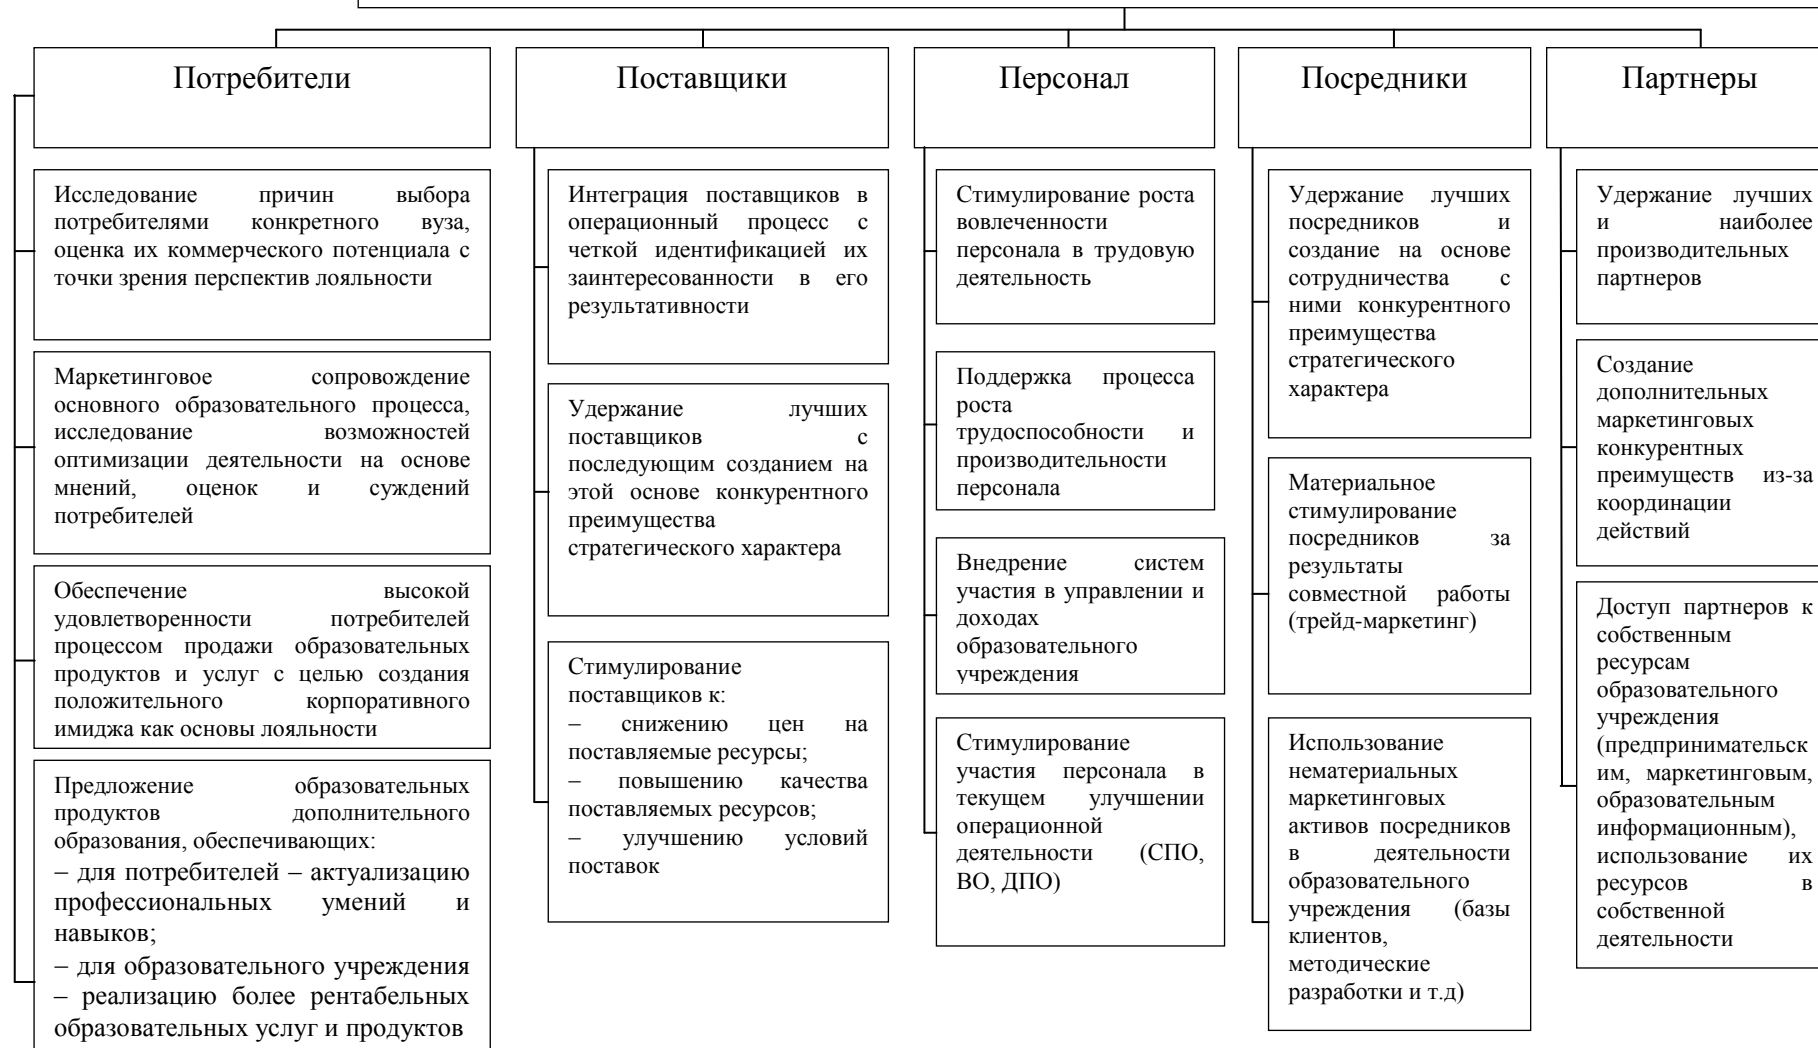 Потребители
Поставщики
Персонал
Посредники
Партнеры
Исследование причин выбора
потребителями конкретного вуза,
оценка их коммерческого потенциала с
точки зрения перспектив лояльности
Маркетинговое сопровождение
основного образовательного процесса,
исследование возможностей
оптимизации деятельности на основе
мнений, оценок и суждений
потребителей
Обеспечение высокой
удовлетворенности потребителей
процессом продажи образовательных
продуктов и услуг с целью создания
положительного корпоративного
имиджа как основы лояльности
Предложение образовательных
продуктов дополнительного
образования, обеспечивающих:
– для потребителей – актуализацию
профессиональных умений и
навыков;
– для образовательного учреждения
– реализацию более рентабельных
образовательных услуг и продуктов
Интеграция поставщиков в
операционный процесс с
четкой идентификацией их
заинтересованности в его
результативности
Удержание лучших
поставщиков с
последующим созданием на
этой основе конкурентного
преимущества
стратегического характера
Стимулирование
поставщиков к:
– снижению цен на
поставляемые ресурсы;
– повышению качества
поставляемых ресурсов;
– улучшению условий
поставок
Стимулирование роста
вовлеченности
персонала в трудовую
деятельность
Поддержка процесса
роста
трудоспособности и
производительности
персонала
Внедрение систем
участия в управлении и
доходах
образовательного
учреждения
Стимулирование
участия персонала в
текущем улучшении
операционной
деятельности (СПО,
ВО, ДПО)
Удержание лучших
посредников и
создание на основе
сотрудничества с
ними конкурентного
преимущества
стратегического
характера
Материальное
стимулирование
посредников за
результаты
совместной работы
(трейд-маркетинг)
Использование
нематериальных
маркетинговых
активов посредников
в деятельности
образовательного
учреждения (базы
клиентов,
методические
разработки и т.д)
Удержание лучших
и наиболее
производительных
партнеров
Создание
дополнительных
маркетинговых
конкурентных
преимуществ из-за
координации
действий
Доступ партнеров к
собственным
ресурсам
образовательного
учреждения
(предпринимательск
им, маркетинговым,
образовательным
информационным),
использование их
ресурсов в
собственной
деятельности